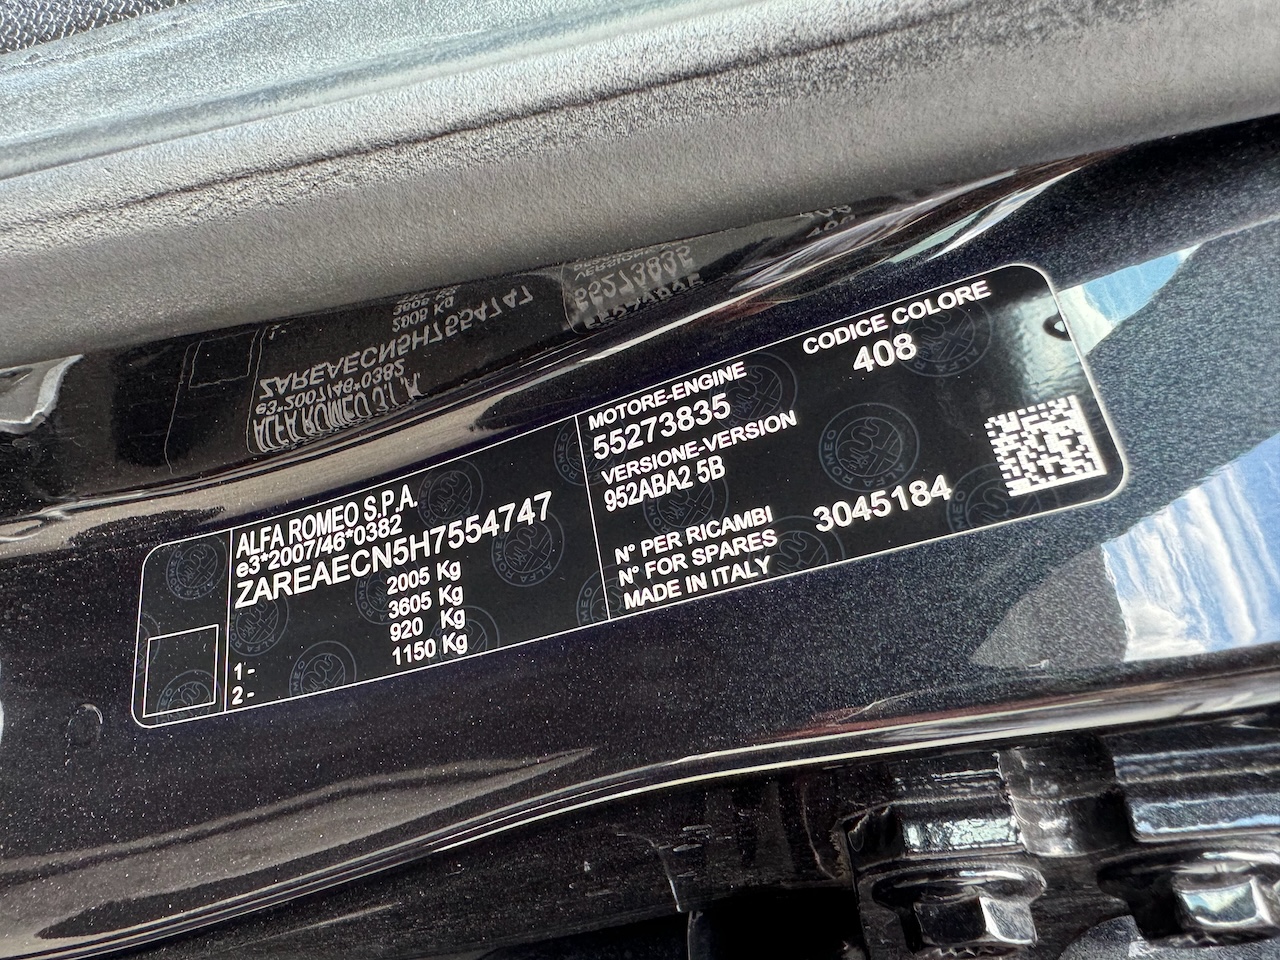 ALFA ROMEO S.P.A.
e3*2007/46*0382
ZAREAECN5H7554747
2005 Kg
3605 Kg
1- 920 Kg
2- 1150 Kg
MOTORE-ENGINE
55273835
VERSIONE-VERSION
952ABA2 5B
CODICE COLORE
408
N° PER RICAMBI
N° FOR SPARES
3045184
MADE IN ITALY